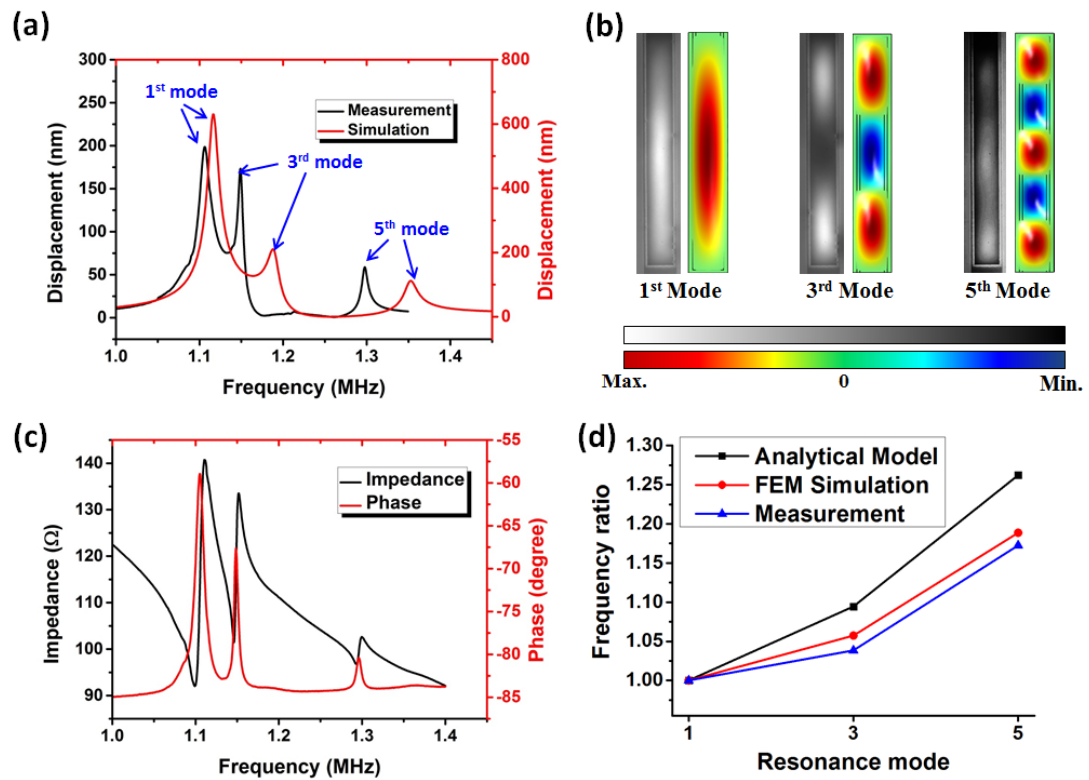 (a)
300
250
200
150
100
50
0
Displacement (nm)
800
600
400
200
0
Displacement (nm)
1st mode
3rd mode
5th mode
Measurement
Simulation
1.0 1.1 1.2 1.3 1.4
Frequency (MHz)
(b)
1st Mode 3rd Mode 5th Mode
Max. 0 Min.
(c)
140
130
120
110
100
90
Impedance (Ω)
-55
-60
-65
-70
-75
-80
-85
Phase (degree)
Impedance
Phase
1.0 1.1 1.2 1.3 1.4
Frequency (MHz)
(d)
1.30
1.25
1.20
1.15
1.10
1.05
1.00
Frequency ratio
Analytical Model
FEM Simulation
Measurement
1 3 5
Resonance mode